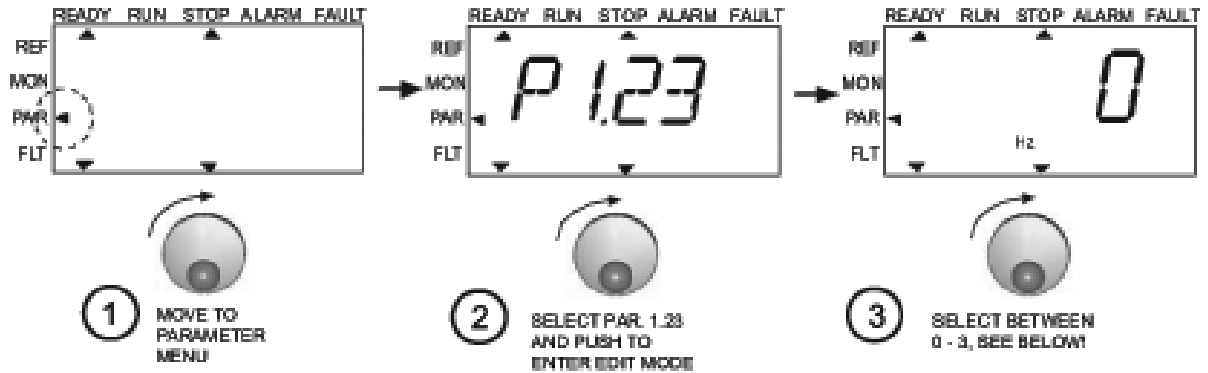 READY RUN STOP ALARM FAULT
REF
MON
PAR
FLT
READY RUN STOP ALARM FAULT
REF
MON
PAR
FLT
P1.23
READY RUN STOP ALARM FAULT
REF
MON
PAR
FLT
0
Hz
1
MOVE TO
PARAMETER
MENU
2
SELECT PAR. 1.23
AND PUSH TO
ENTER EDIT MODE
3
SELECT BETWEEN
0 - 3, SEE BELOW!